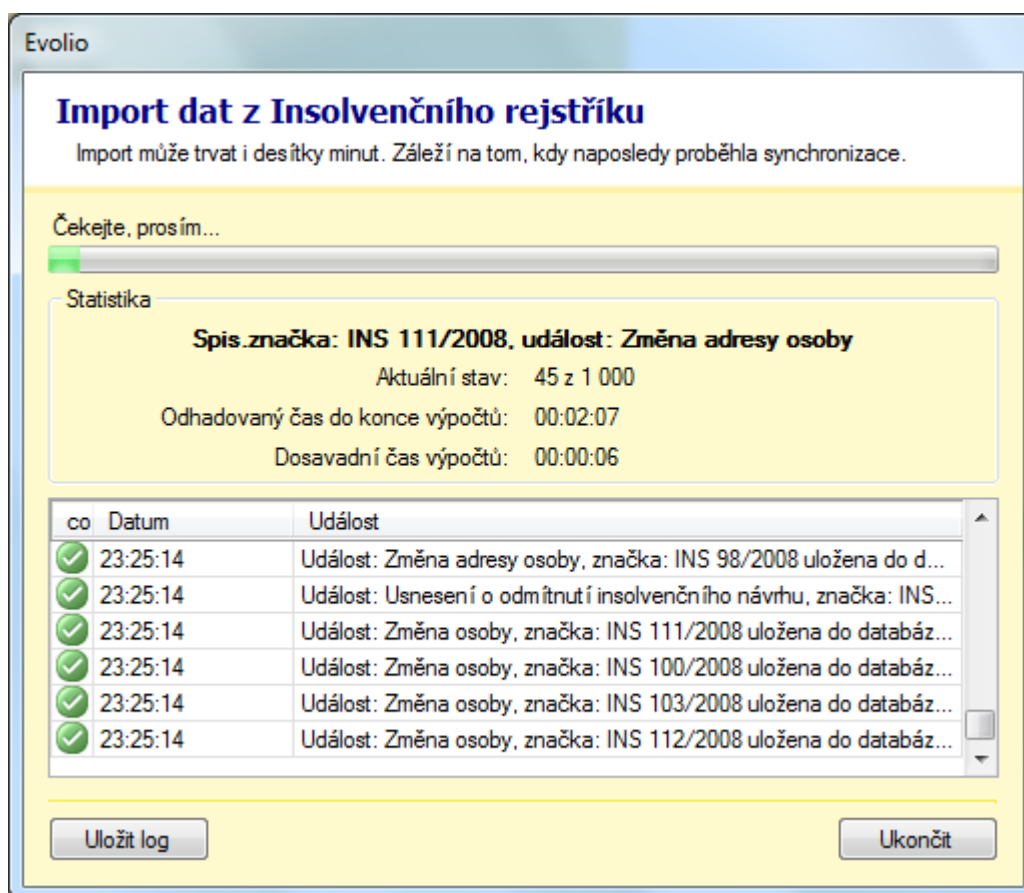 Evolio
Import dat z Insolvenčního rejstříku
Import může trvat i desítky minut. Záleží na tom, kdy naposledy proběhla synchronizace.
Čekejte, prosím...
Statistika
Spis.značka: INS 111/2008, událost: Změna adresy osoby
Aktuální stav: 45 z 1 000
Odhadovaný čas do konce výpočtů: 00:02:07
Dosavadní čas výpočtů: 00:00:06
co Datum Událost
23:25:14 Událost: Změna adresy osoby, značka: INS 98/2008 uložena do d...
23:25:14 Událost: Usnesení o odmítnutí insolvenčního návrhu, značka: INS...
23:25:14 Událost: Změna osoby, značka: INS 111/2008 uložena do databáz...
23:25:14 Událost: Změna osoby, značka: INS 100/2008 uložena do databáz...
23:25:14 Událost: Změna osoby, značka: INS 103/2008 uložena do databáz...
23:25:14 Událost: Změna osoby, značka: INS 112/2008 uložena do databáz...
Uložit log Ukončit